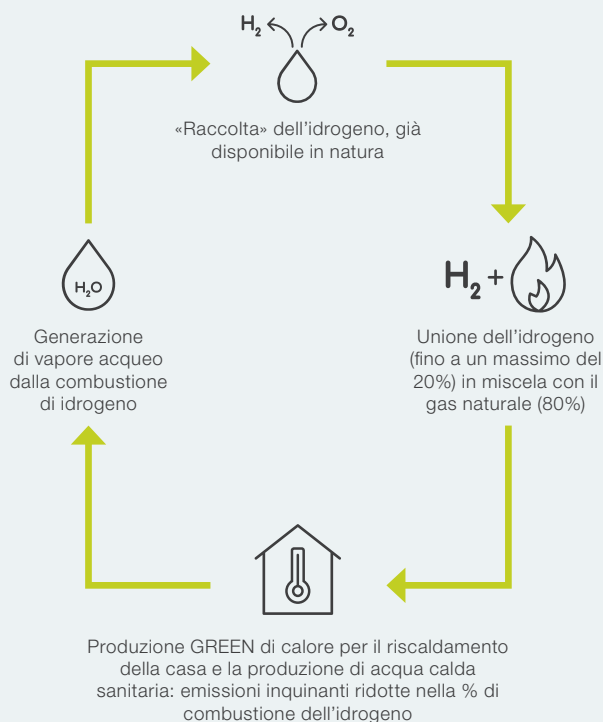 H₂ O₂
«Raccolta» dell'idrogeno, già
disponibile in natura
H₂O
Generazione
di vapore acqueo
dalla combustione
di idrogeno
H₂ +
Unione dell'idrogeno
(fino a un massimo del
20%) in miscela con il
gas naturale (80%)
Produzione GREEN di calore per il riscaldamento
della casa e la produzione di acqua calda
sanitaria: emissioni inquinanti ridotte nella % di
combustione dell'idrogeno